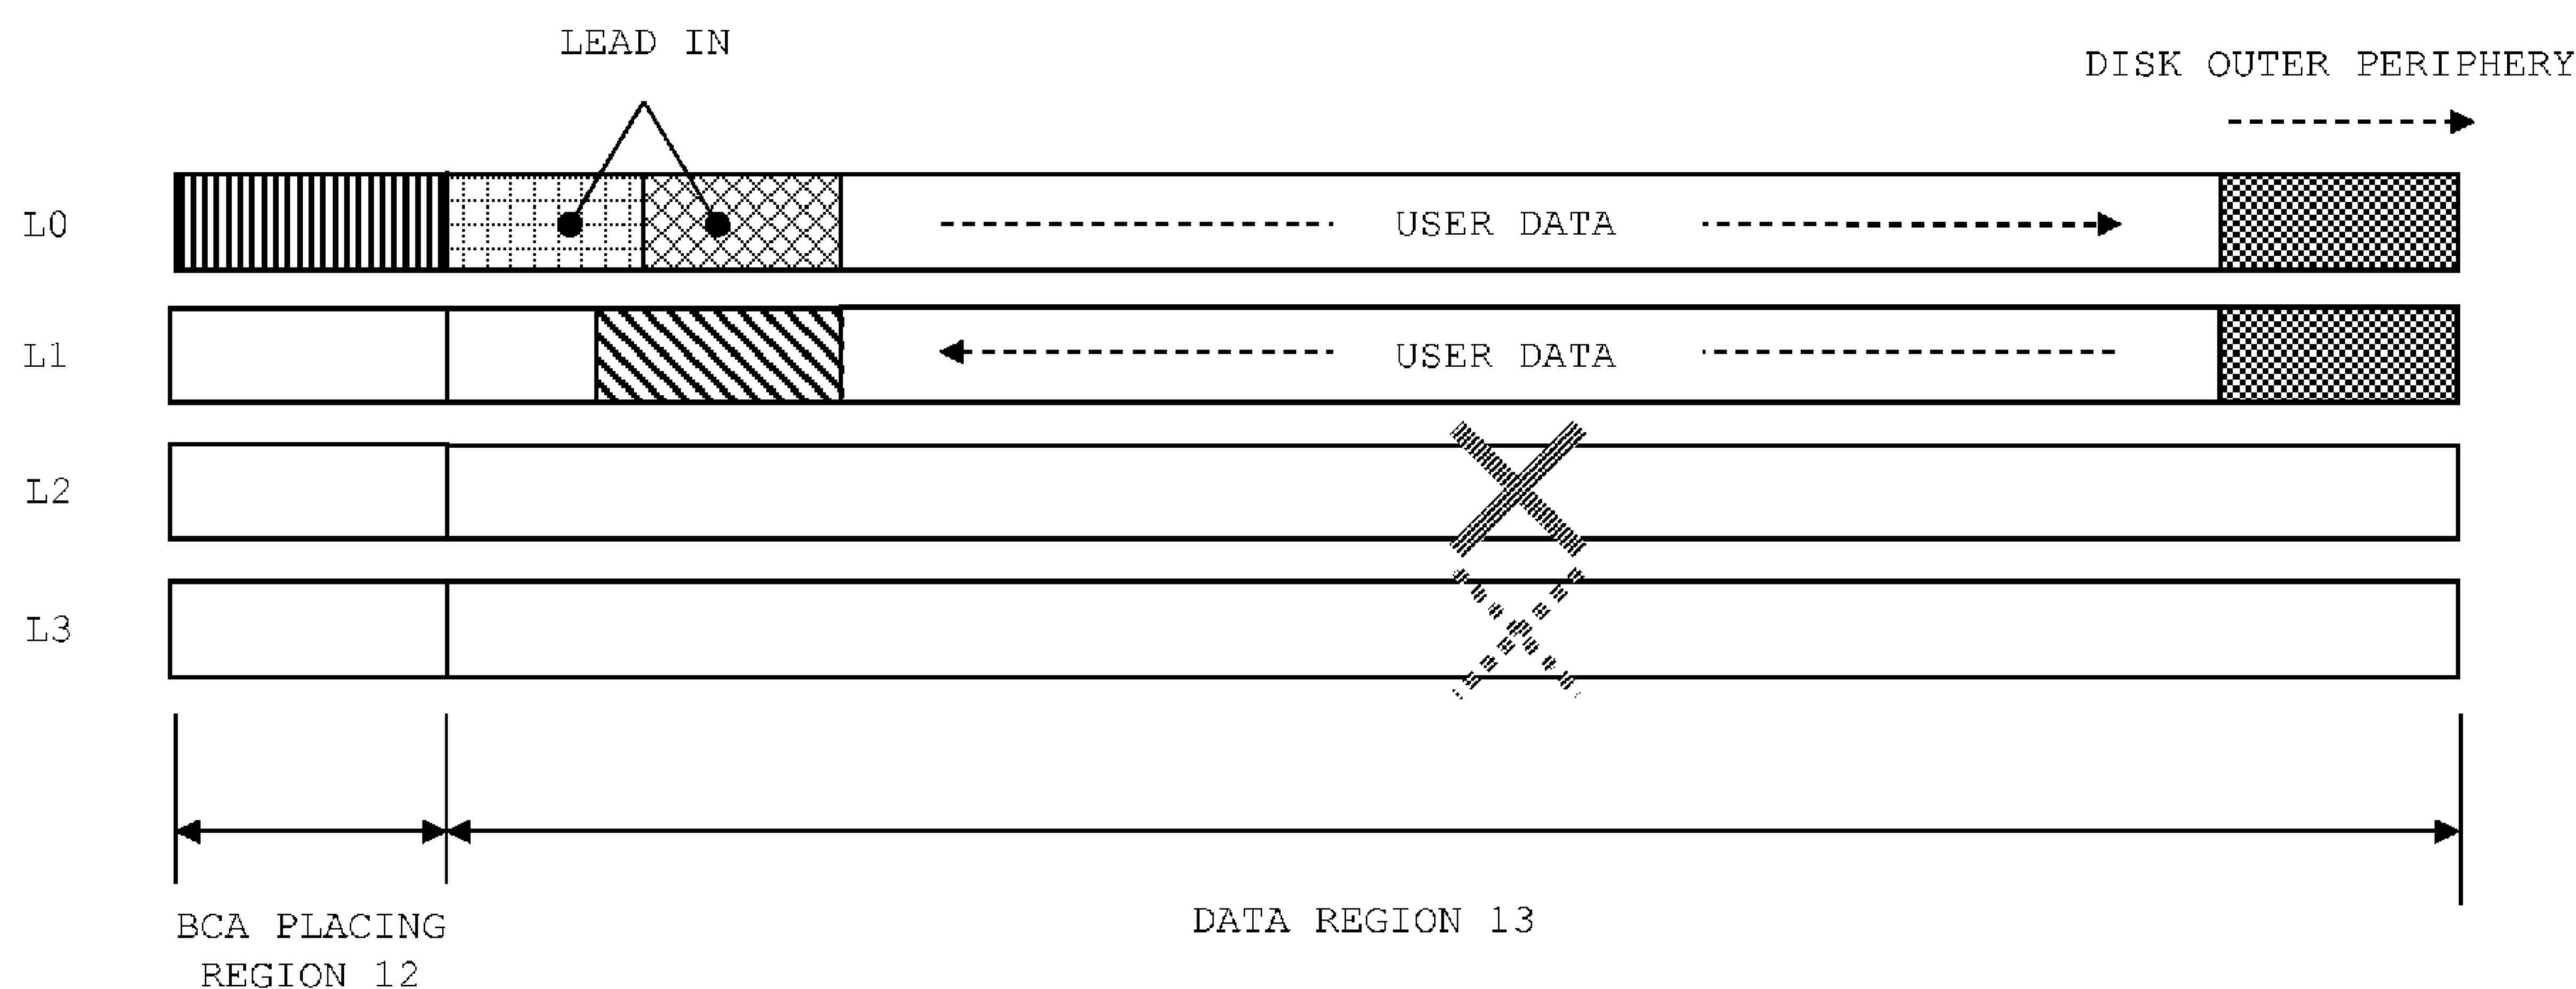 LEAD IN
DISK OUTER PERIPHERY
L0
USER DATA
L1
USER DATA
L2
L3
BCA PLACING
REGION 12
DATA REGION 13